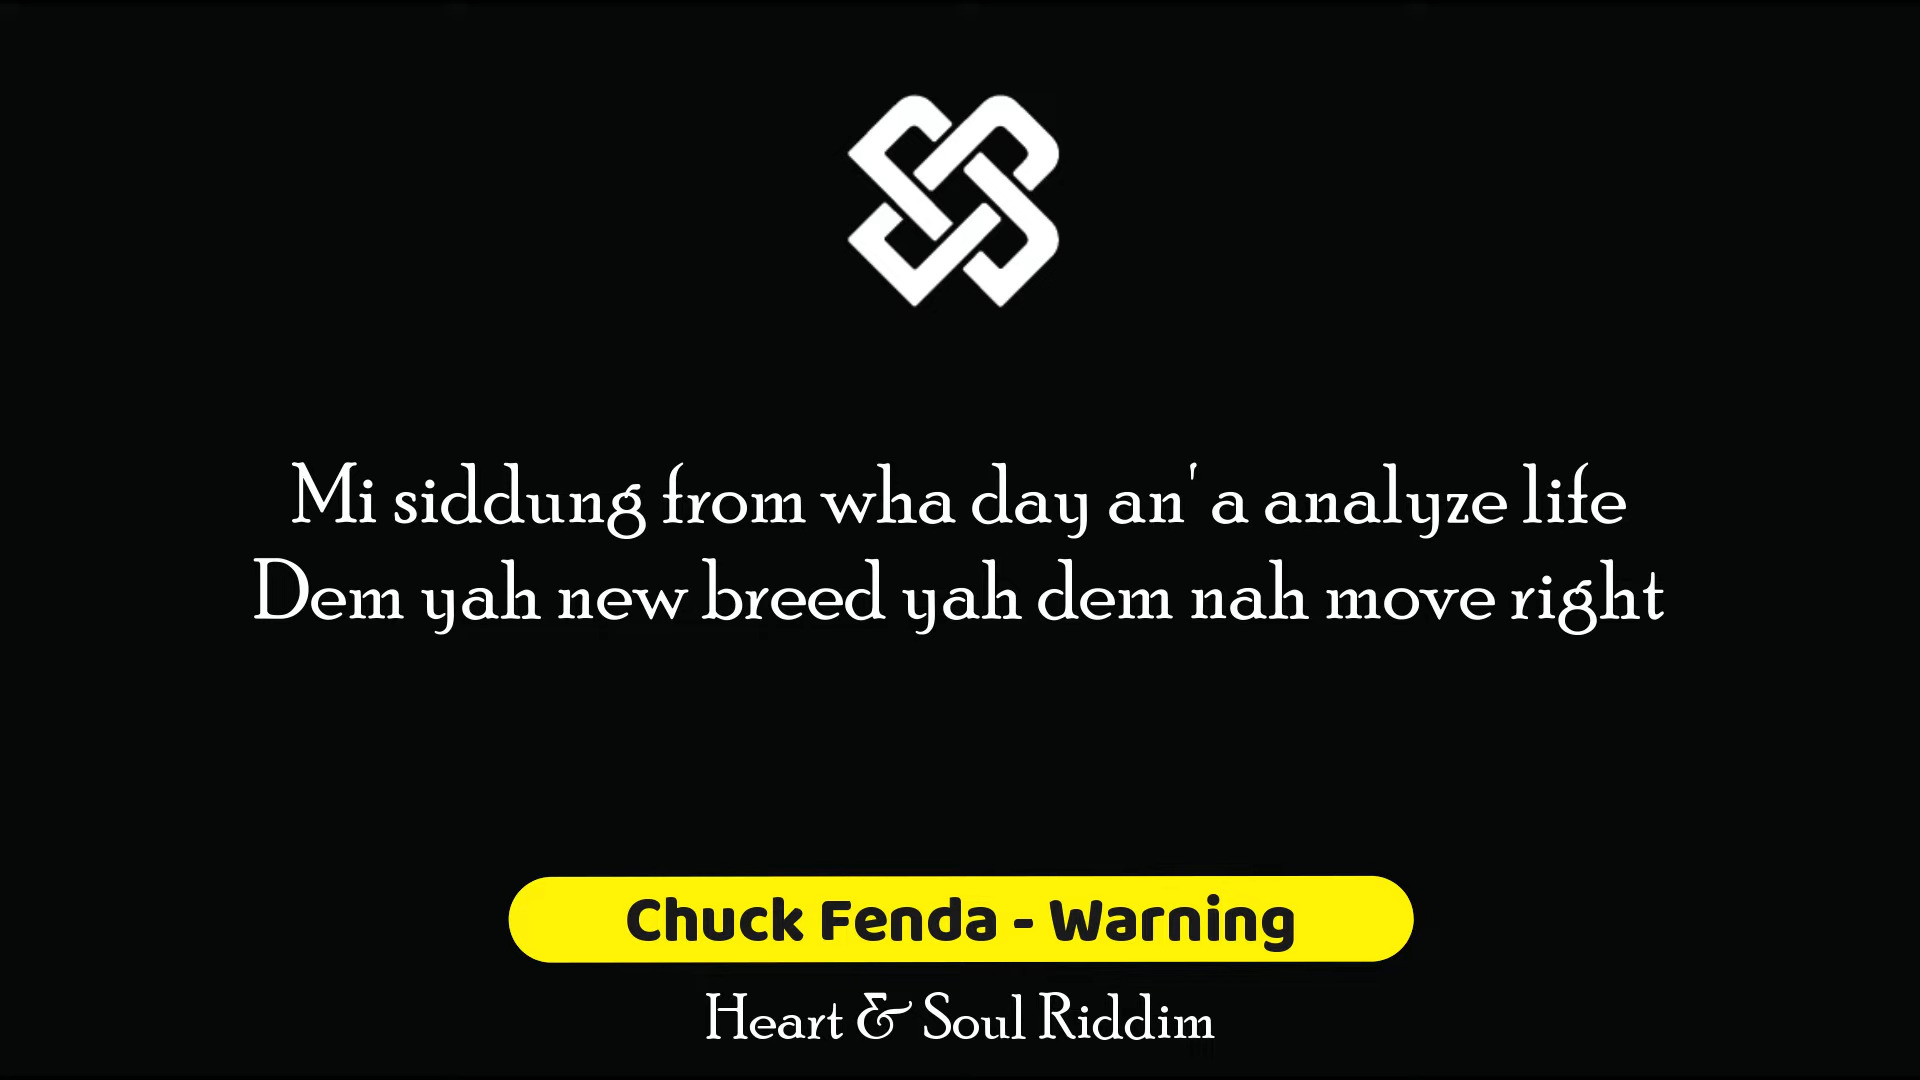 Mi siddung from wha day an' a analyze life
Dem yah new breed yah dem nah move right
Chuck Fenda - Warning
Heart & Soul Riddim